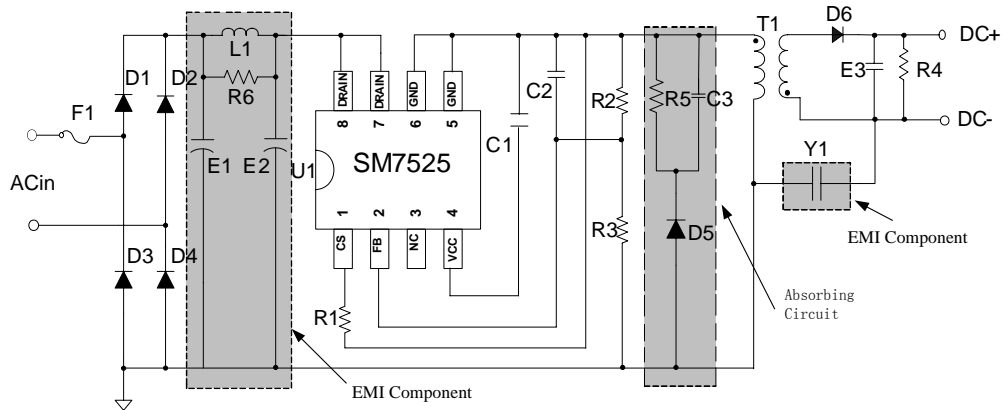 T1
D6
DC+
L1
D1
D2
R6
E3
R4
F1
DRAIN
DRAIN
GND
GND
C2
R2
R5
C3
8
7
6
5
C1
DC-
E1
E2
U1
SM7525
Y1
ACin
1
2
3
4
R3
D5
EMI Component
D3
D4
CS
FB
NC
VCC
R1
Absorbing
Circuit
EMI Component